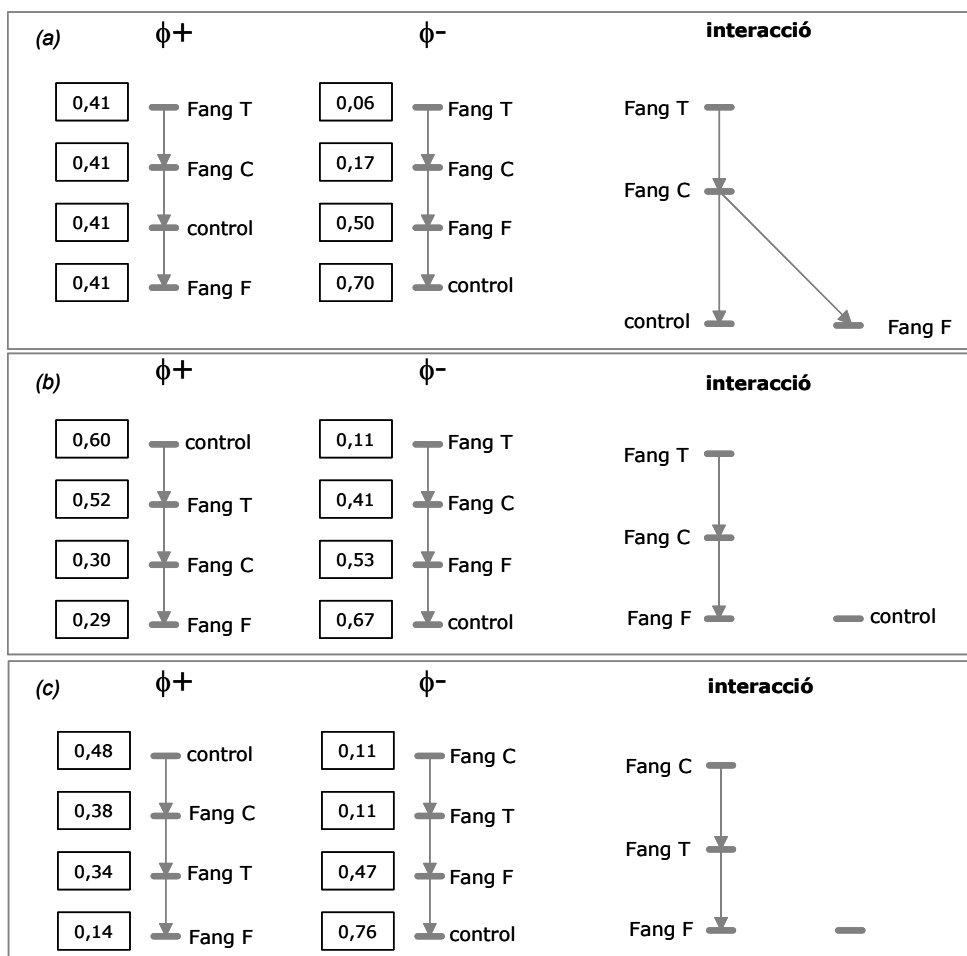 (a)
ϕ+
ϕ-
interacció
0,41
Fang T
0,41
Fang C
0,41
control
0,41
Fang F
0,06
Fang T
0,17
Fang C
0,50
Fang F
0,70
control
Fang T
Fang C
control
Fang F
(b)
ϕ+
ϕ-
interacció
0,60
control
0,52
Fang T
0,30
Fang C
0,29
Fang F
0,11
Fang T
0,41
Fang C
0,53
Fang F
0,67
control
Fang T
Fang C
Fang F
control
(c)
ϕ+
ϕ-
interacció
0,48
control
0,38
Fang C
0,34
Fang T
0,14
Fang F
0,11
Fang C
0,11
Fang T
0,47
Fang F
0,76
control
Fang C
Fang T
Fang F